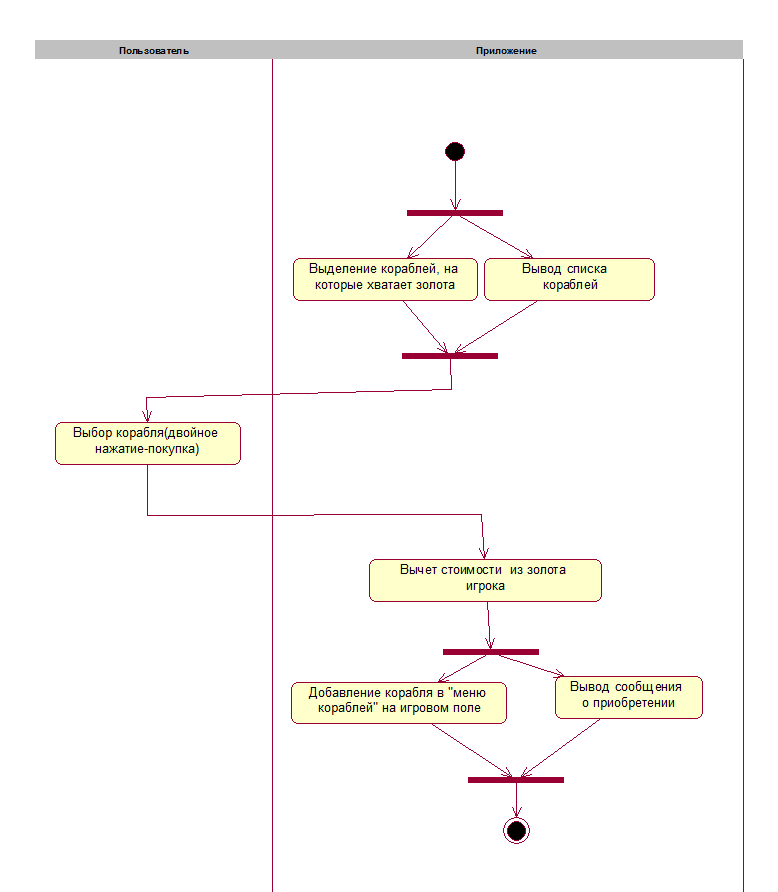 Пользователь
Приложение
Выделение кораблей, на
которые хватает золота
Вывод списка
кораблей
Выбор корабля(двойное
нажатие-покупка)
Вычет стоимости из золота
игрока
Добавление корабля в "меню
кораблей" на игровом поле
Вывод сообщения
о приобретении